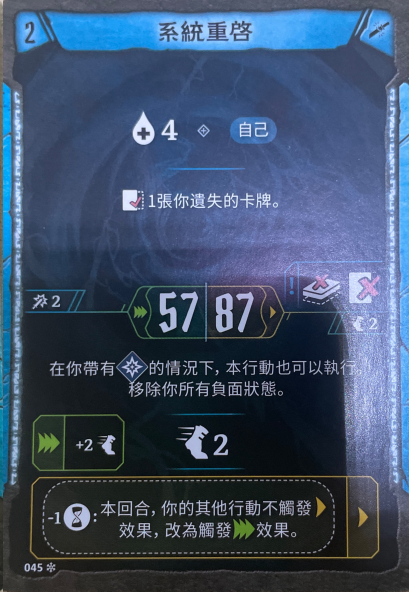 2
系統重啓
4 自己
1張你遺失的卡牌。
2
57 87
2
在你帶有的情況下，本行動也可以執行。
移除你所有負面狀態。
+2
2
-1：本回合，你的其他行動不觸發
效果，改為觸發效果。
045